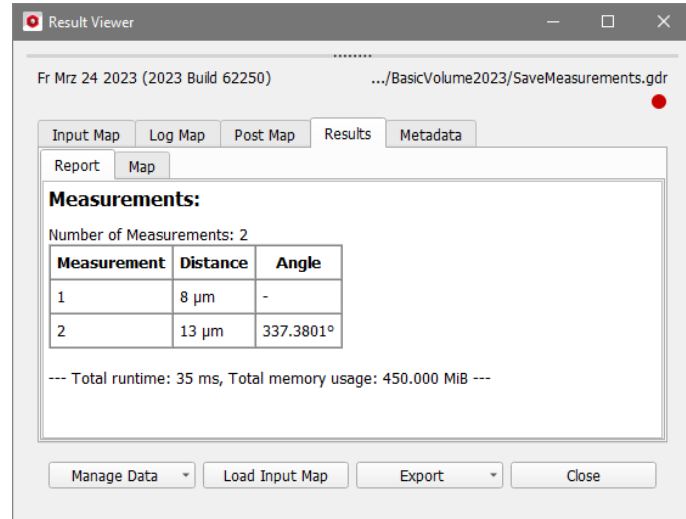 Result Viewer
Fr Mrz 24 2023 (2023 Build 62250) .../BasicVolume2023/SaveMeasurements.gdr
Input Map Log Map Post Map Results Metadata
Report Map
Measurements:
Number of Measurements: 2
Measurement Distance Angle
1 8 µm -
2 13 µm 337.3801°
--- Total runtime: 35 ms, Total memory usage: 450.000 MiB ---
Manage Data Load Input Map Export Close